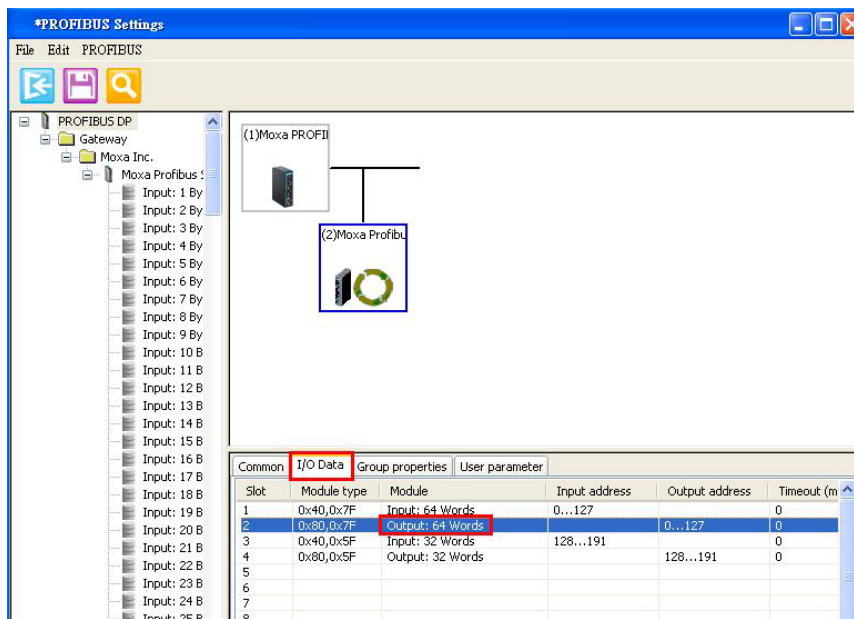 *PROFIBUS Settings
File Edit PROFIBUS
PROFIBUS DP
Gateway
Moxa Inc.
Moxa Profibus
Input: 1 By
Input: 2 By
Input: 3 By
Input: 4 By
Input: 5 By
Input: 6 By
Input: 7 By
Input: 8 By
Input: 9 By
Input: 10 B
Input: 11 B
Input: 12 B
Input: 13 B
Input: 14 B
Input: 15 B
Input: 16 B
Input: 17 B
Input: 18 B
Input: 19 B
Input: 20 B
Input: 21 B
Input: 22 B
Input: 23 B
Input: 24 B
Input: 25 B
(1)Moxa PROFI
(2)Moxa Profibu
Common I/O Data Group properties User parameter
Slot Module type Module Input address Output address Timeout (m
1 0x40,0x7F Input: 64 Words 0...127 0
2 0x80,0x7F Output: 64 Words 0...127 0
3 0x40,0x5F Input: 32 Words 128...191 0
4 0x80,0x5F Output: 32 Words 128...191 0
5
6
7
8